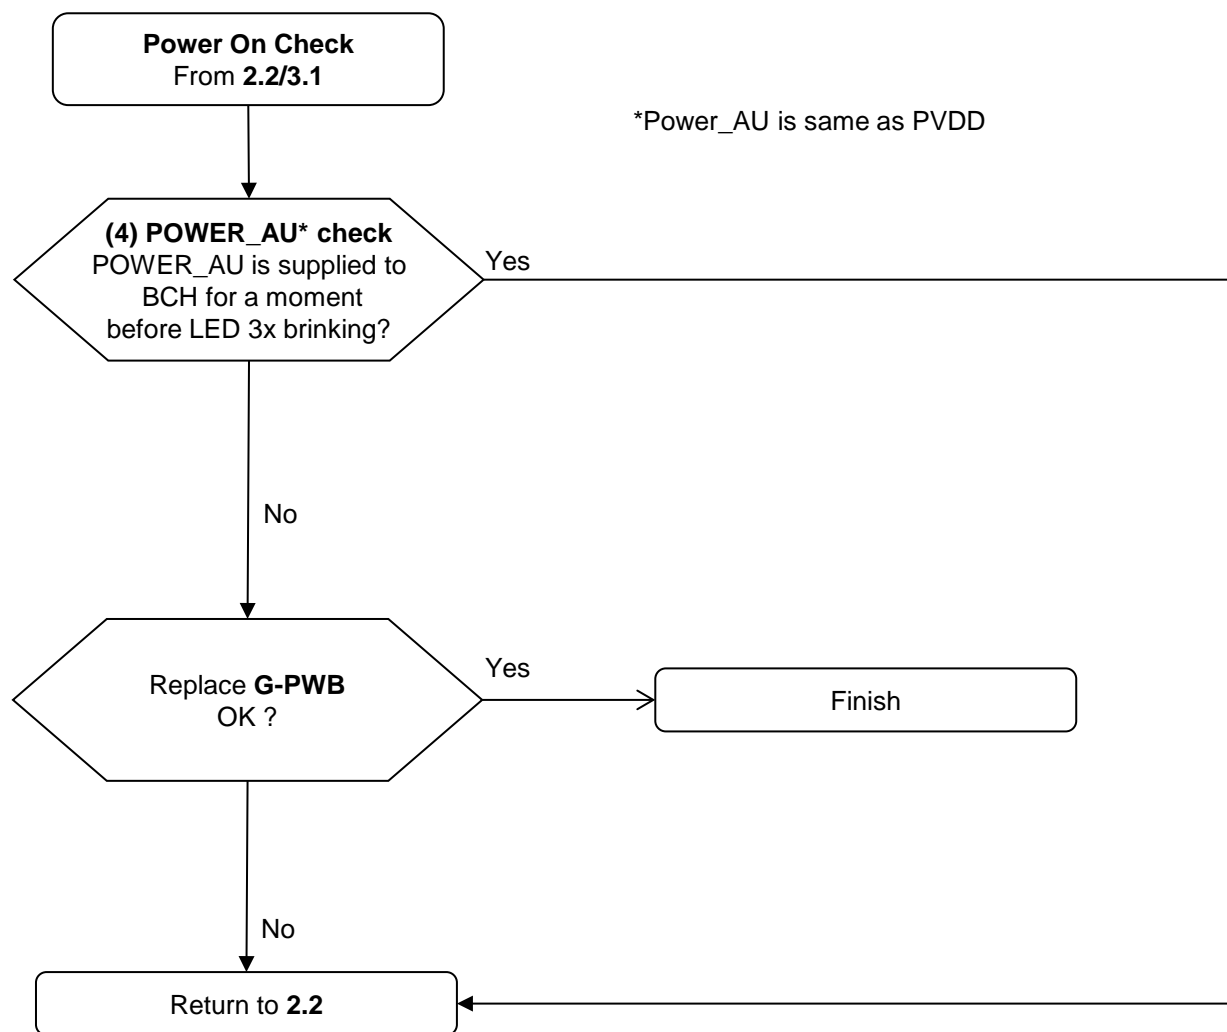 Power On Check
From 2.2/3.1
*Power_AU is same as PVDD
(4) POWER_AU* check
POWER_AU is supplied to
BCH for a moment
before LED 3x brinking?
Yes
No
Replace G-PWB
OK ?
Yes
Finish
No
Return to 2.2